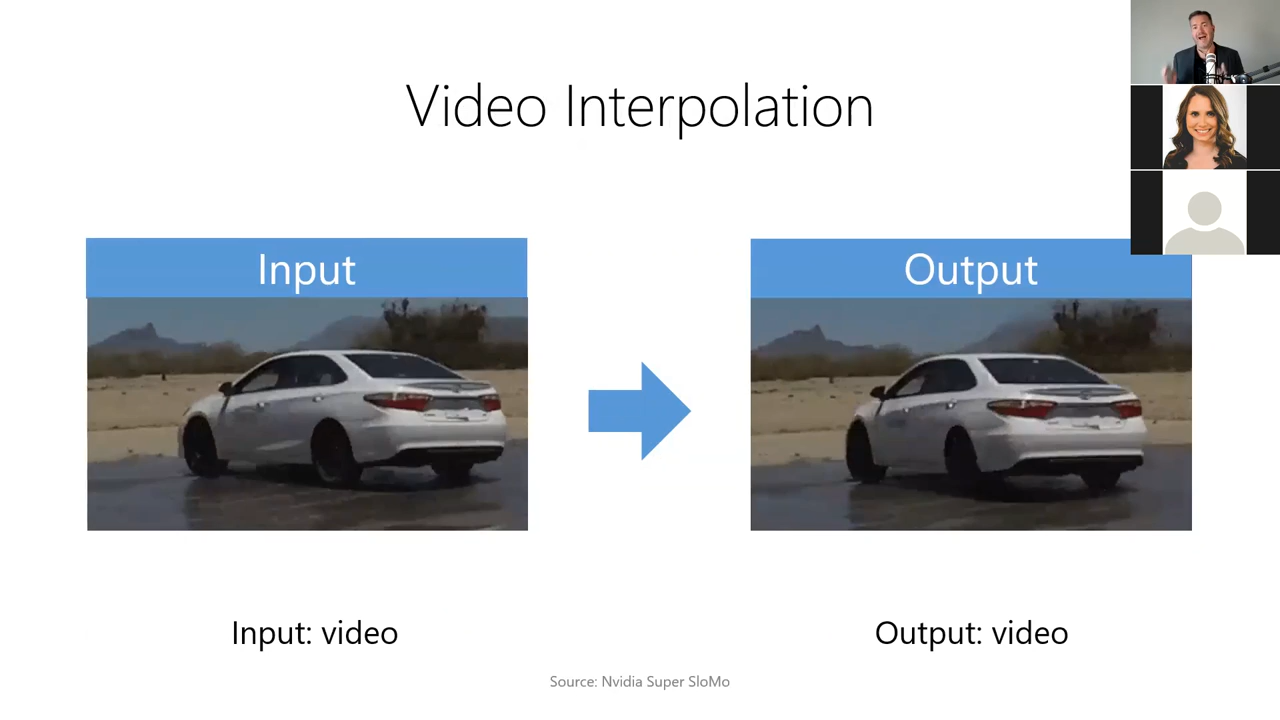 Video Interpolation
Input
Output
Input: video
Output: video
Source: Nvidia Super SloMo